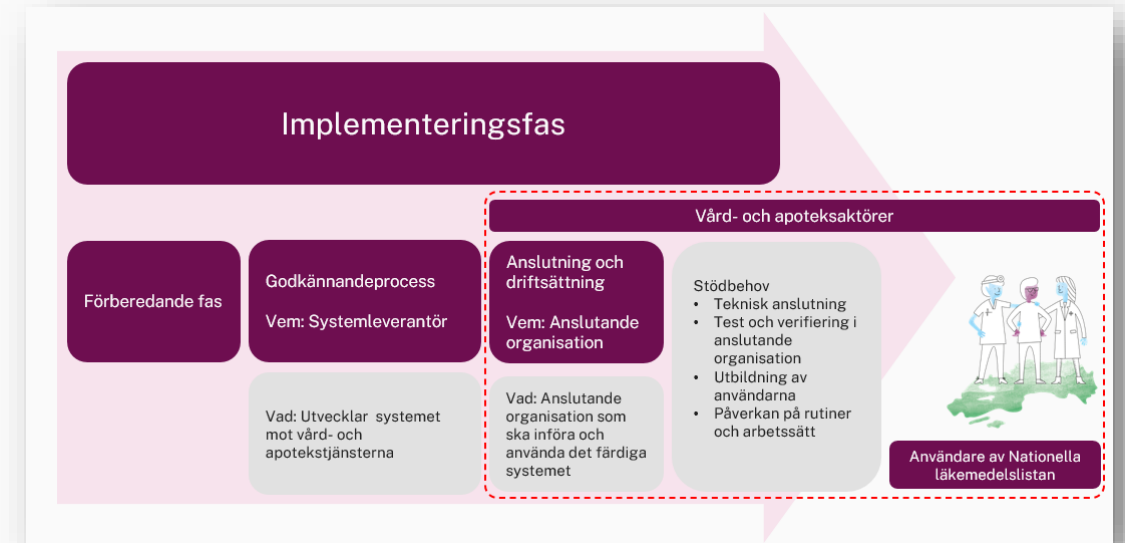 Implementeringsfas
Vård- och apoteksaktörer
Förberedande fas
Godkännandeprocess
Vem: Systemleverantör
Vad: Utvecklar systemet
mot vård- och
apotekstjänsterna
Anslutning och
driftsättning
Vem: Anslutande
organisation
Vad: Anslutande
organisation som
ska införa och
använda det färdiga
systemet
Stödbehov
• Teknisk anslutning
• Test och verifiering i
anslutande
organisation
• Utbildning av
användarna
• Påverkan på rutiner
och arbetssätt
Användare av Nationella
läkemedelslistan